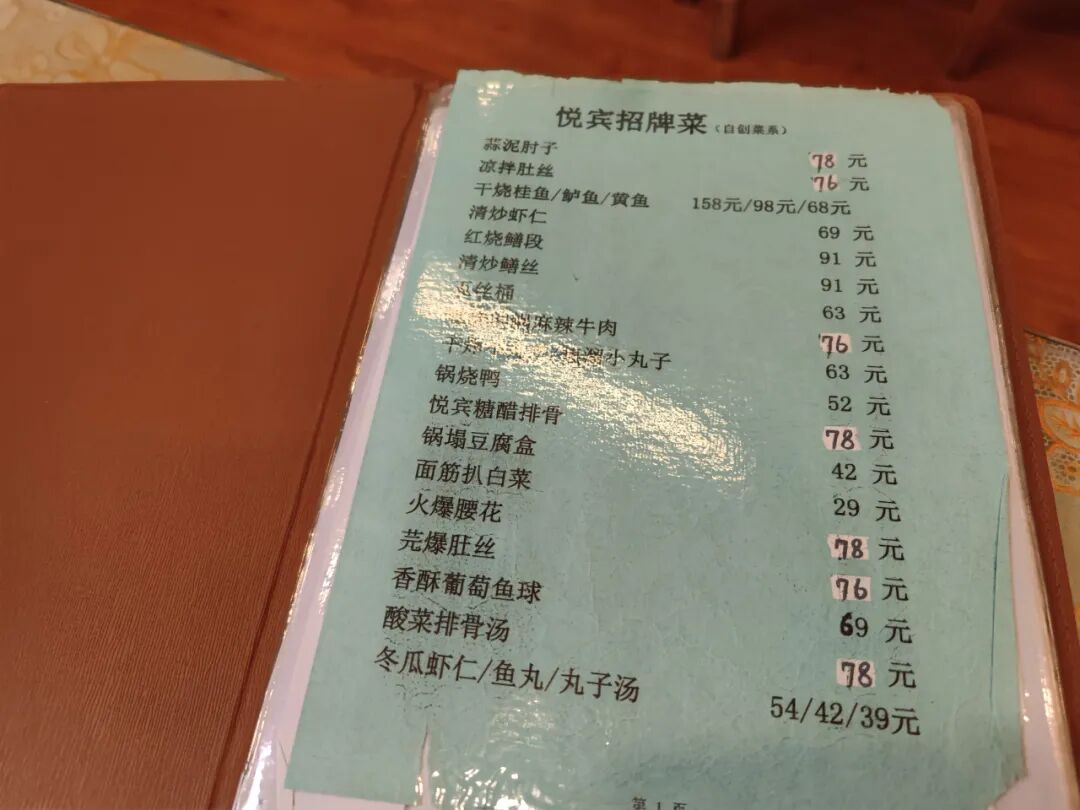 悦宾招牌菜(自创菜系)
蒜泥肘子 78 元
凉拌肚丝 76 元
干烧桂鱼/鲈鱼/黄鱼 158元/98元/68元
清炒虾仁 69 元
红烧鳝段 91 元
清炒鳝丝 91 元
丝桶 63 元
麻辣牛肉 76 元
小丸子 63 元
锅烧鸭 52 元
悦宾糖醋排骨 78 元
锅塌豆腐盒 42 元
面筋扒白菜 29 元
火爆腰花 78 元
芫爆肚丝 76 元
香酥葡萄鱼球 69 元
酸菜排骨汤 78 元
冬瓜虾仁/鱼丸/丸子汤 54/42/39元
第 1 页